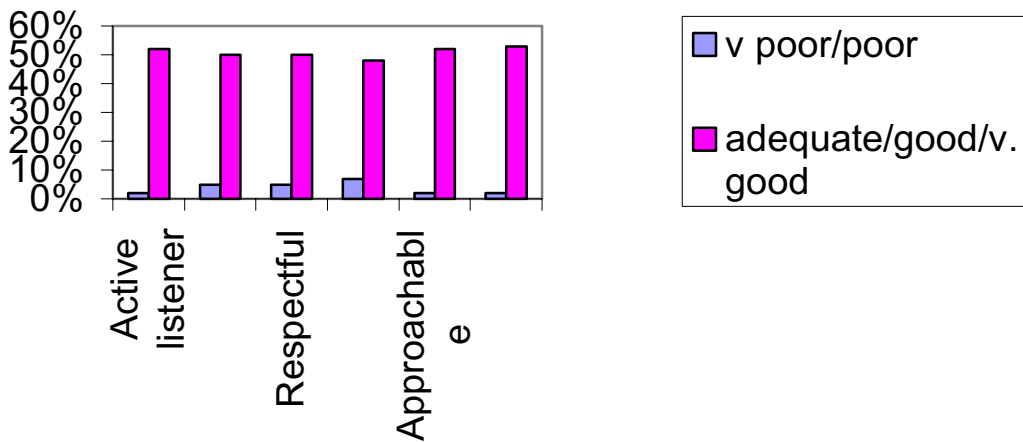 60%
50%
40%
30%
20%
10%
0%
Active
listener
Respectful
Approachabl
e
v poor/poor
adequate/good/v.
good